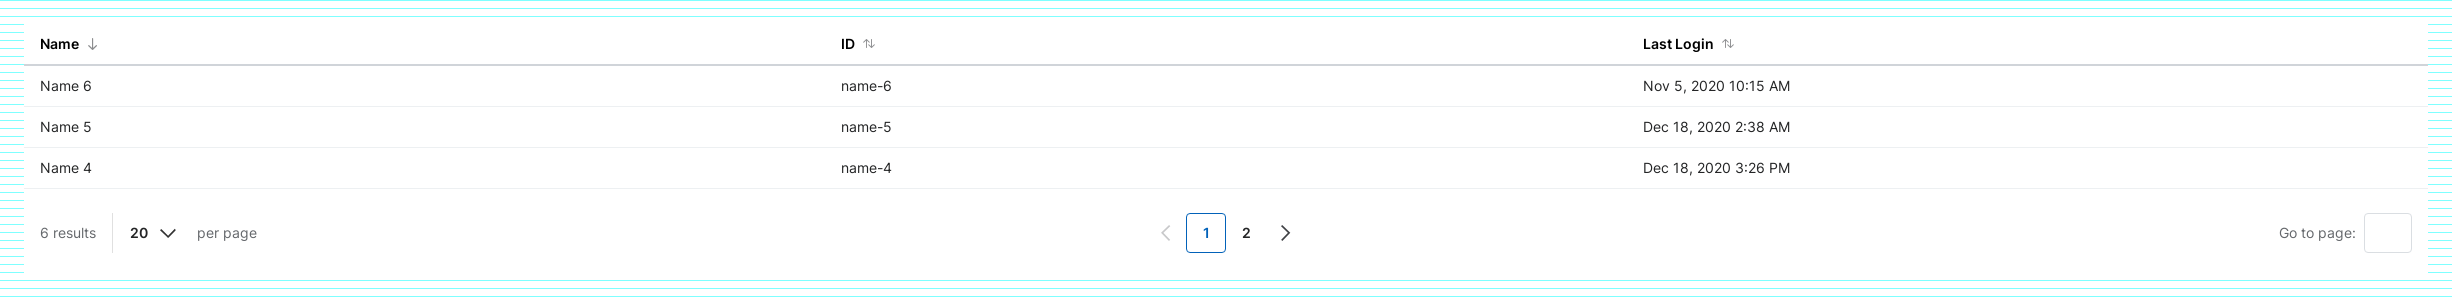 Name ID Last Login
Name 6 name-6 Nov 5, 2020 10:15 AM
Name 5 name-5 Dec 18, 2020 2:38 AM
Name 4 name-4 Dec 18, 2020 3:26 PM
6 results 20 per page 1 2 Go to page: